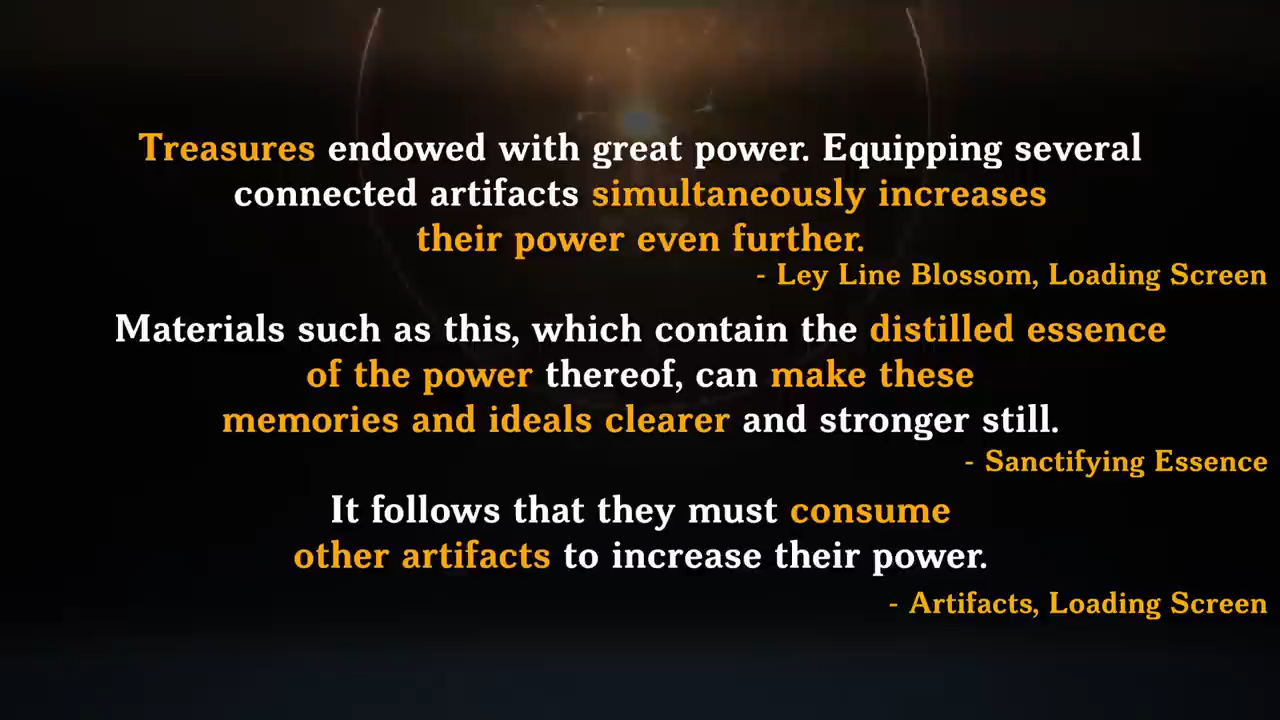 Treasures endowed with great power. Equipping several
connected artifacts simultaneously increases
their power even further.
- Ley Line Blossom, Loading Screen
Materials such as this, which contain the distilled essence
of the power thereof, can make these
memories and ideals clearer and stronger still.
- Sanctifying Essence
It follows that they must consume
other artifacts to increase their power.
- Artifacts, Loading Screen